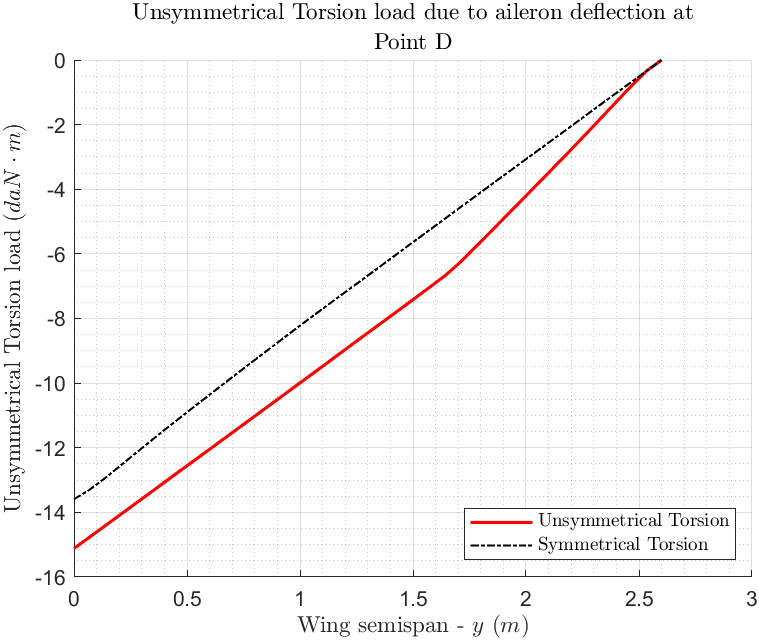 Unsymmetrical Torsion load due to aileron deflection at
Point D
Unsymmetrical Torsion load (daN · m)
0
-2
-4
-6
-8
-10
-12
-14
-16
0
0.5
1
1.5
2
2.5
3
Wing semispan - y (m)
Unsymmetrical Torsion
Symmetrical Torsion